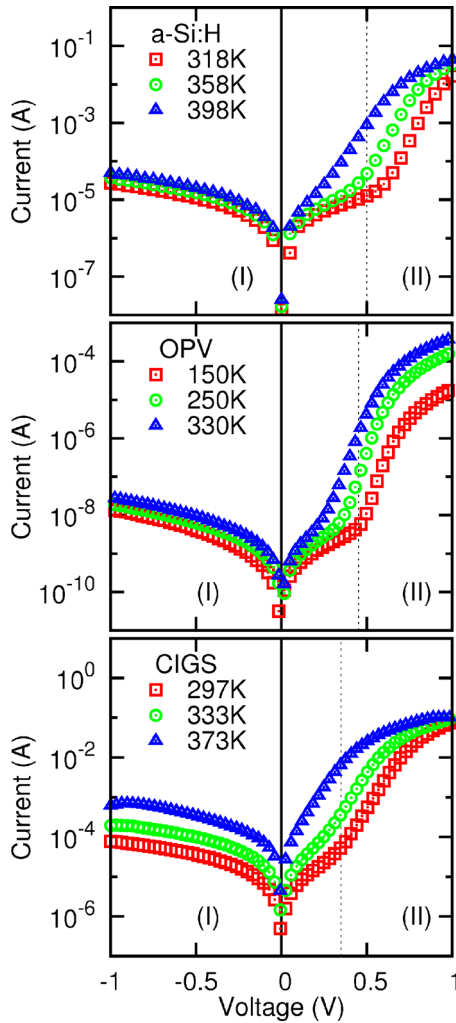 a-Si:H
318K
358K
398K
10^-1
10^-3
10^-5
10^-7
Current (A)
(I)
(II)
OPV
150K
250K
330K
10^-4
10^-6
10^-8
10^-10
Current (A)
(I)
(II)
CIGS
297K
333K
373K
10^0
10^-2
10^-4
10^-6
Current (A)
(I)
(II)
-1 -0.5 0 0.5 1
Voltage (V)